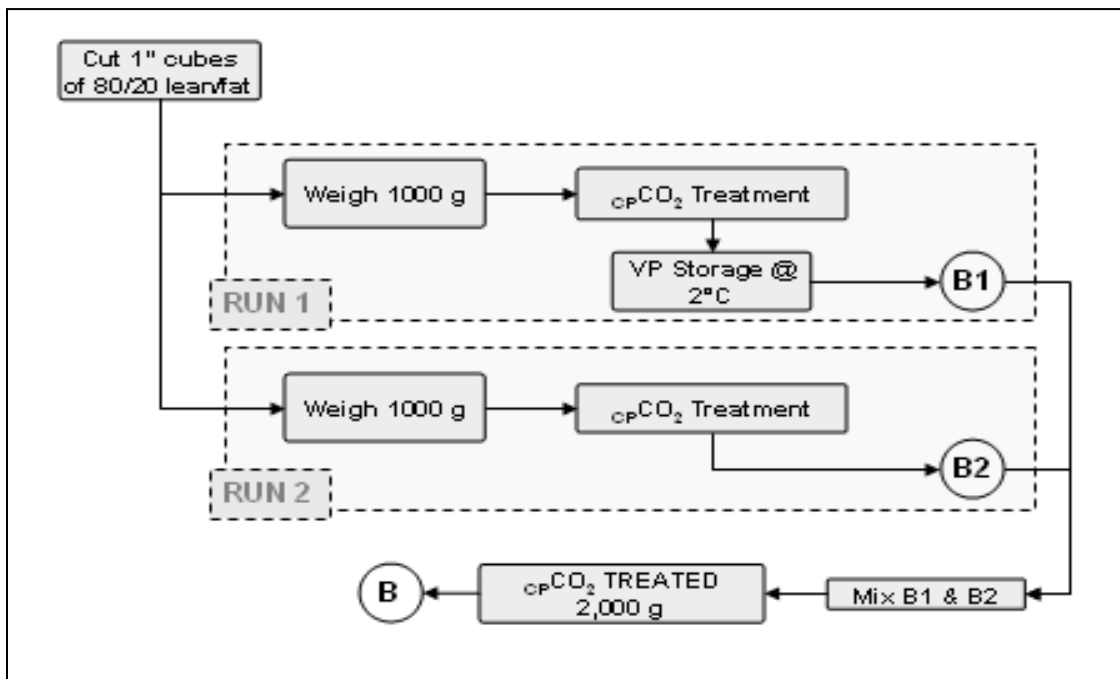 Cut 1" cubes
of 80/20 lean/fat
Weigh 1000 g
CPCO₂ Treatment
VP Storage @
2°C
B1
RUN 1
Weigh 1000 g
CPCO₂ Treatment
B2
RUN 2
B
CPCO₂ TREATED
2,000 g
Mix B1 & B2